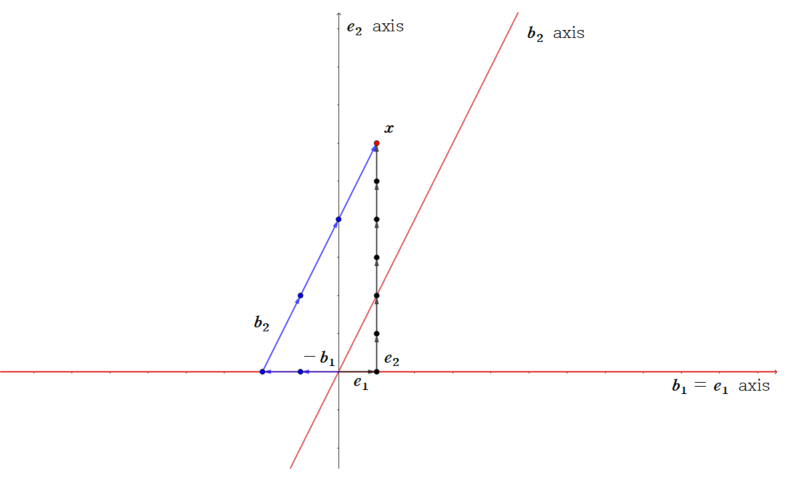 e₂ axis
b₂ axis
x
b₂
−b₁
e₂
e₁
b₁ = e₁ axis